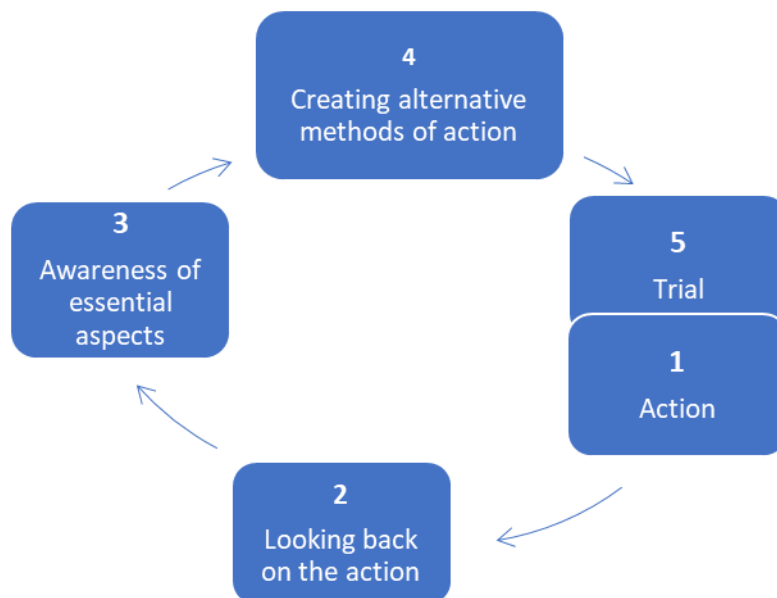 4
Creating alternative
methods of action
3
Awareness of
essential
aspects
5
Trial
1
Action
2
Looking back
on the action